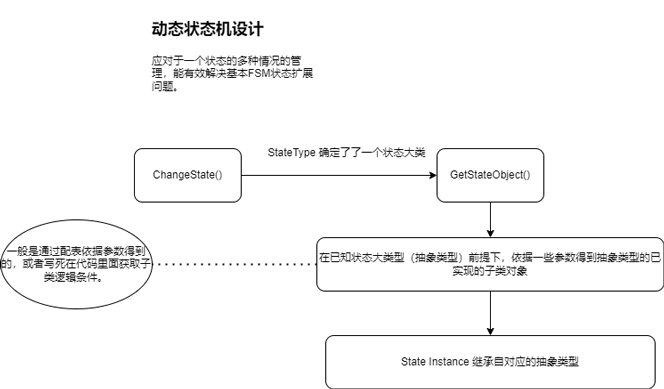 动态状态机设计
应对于一个状态的多种情况的管
理，能有效解决基本FSM状态扩展
问题。
StateType 确定了了一个状态大类
ChangeState()
GetStateObject()
一般是通过配表依据参数得到
的，或者写死在代码里面获取子
类逻辑条件。
在已知状态大类型（抽象类型）前提下，依据一些参数得到抽象类型的已
实现的子类对象
State Instance 继承自对应的抽象类型